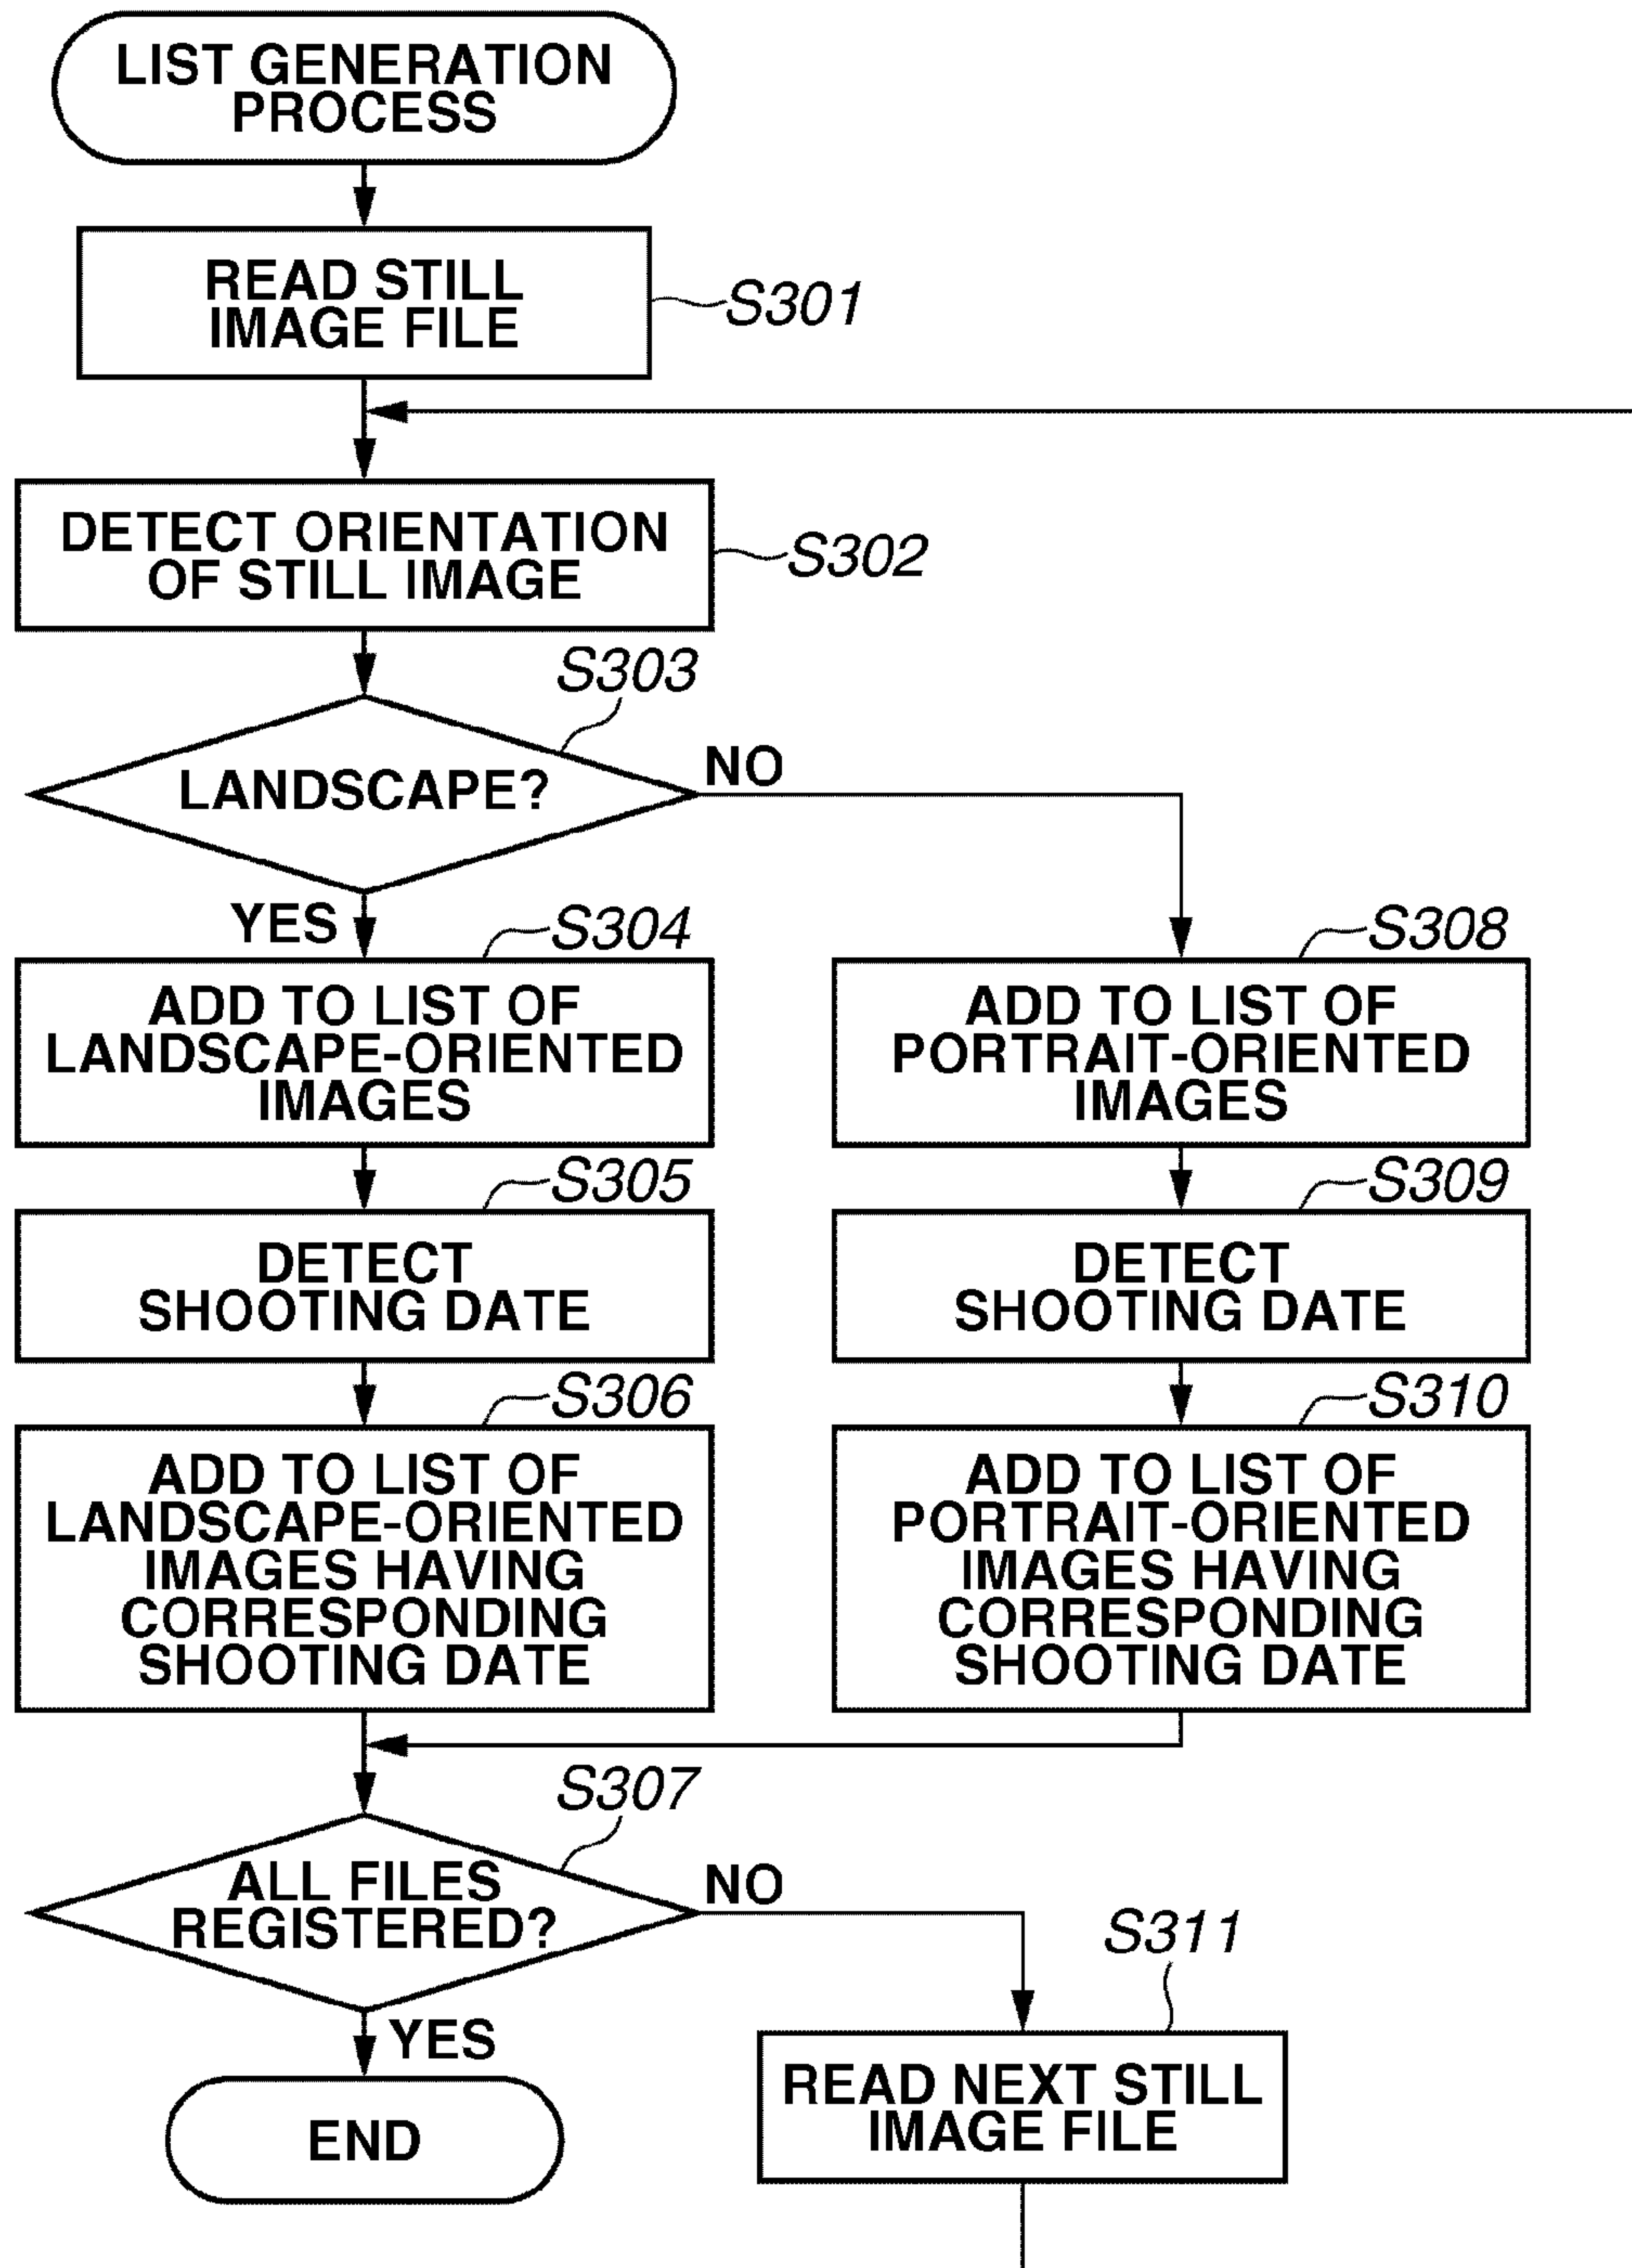 LIST GENERATION
PROCESS
READ STILL
IMAGE FILE
S301
DETECT ORIENTATION
OF STILL IMAGE
S302
S303
LANDSCAPE?
NO
YES
S304
ADD TO LIST OF
LANDSCAPE-ORIENTED
IMAGES
S308
ADD TO LIST OF
PORTRAIT-ORIENTED
IMAGES
S305
DETECT
SHOOTING DATE
S309
DETECT
SHOOTING DATE
S306
ADD TO LIST OF
LANDSCAPE-ORIENTED
IMAGES HAVING
CORRESPONDING
SHOOTING DATE
S310
ADD TO LIST OF
PORTRAIT-ORIENTED
IMAGES HAVING
CORRESPONDING
SHOOTING DATE
S307
ALL FILES
REGISTERED?
NO
YES
S311
READ NEXT STILL
IMAGE FILE
END